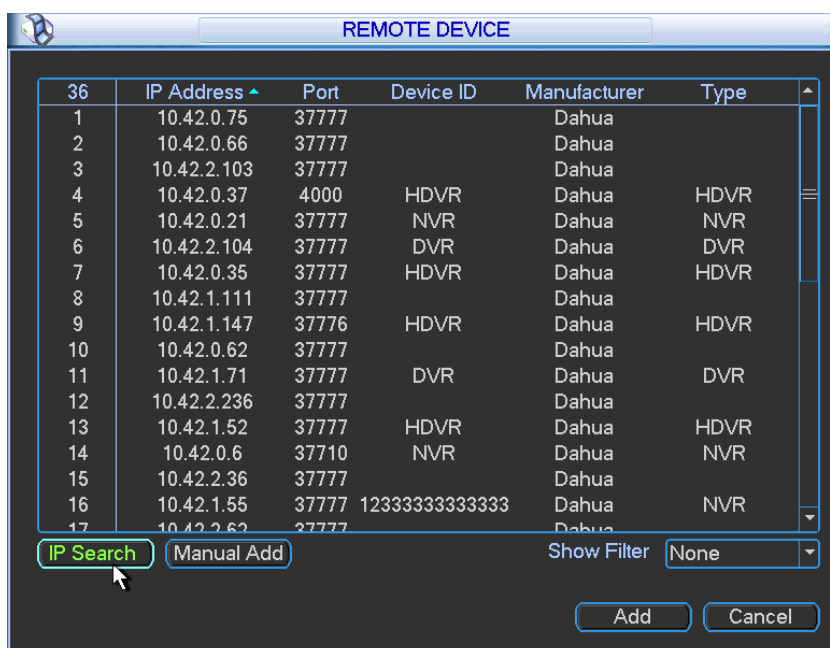 REMOTE DEVICE
36 IP Address Port Device ID Manufacturer Type
1 10.42.0.75 37777 Dahua
2 10.42.0.66 37777 Dahua
3 10.42.2.103 37777 Dahua
4 10.42.0.37 4000 HDVR Dahua HDVR
5 10.42.0.21 37777 NVR Dahua NVR
6 10.42.2.104 37777 DVR Dahua DVR
7 10.42.0.35 37777 HDVR Dahua HDVR
8 10.42.1.111 37777 Dahua
9 10.42.1.147 37776 HDVR Dahua HDVR
10 10.42.0.62 37777 Dahua
11 10.42.1.71 37777 DVR Dahua DVR
12 10.42.2.236 37777 Dahua
13 10.42.1.52 37777 HDVR Dahua HDVR
14 10.42.0.6 37710 NVR Dahua NVR
15 10.42.2.36 37777 Dahua
16 10.42.1.55 37777 12333333333333 Dahua NVR
17 10.42.2.62 37777 Dahua
IP Search Manual Add Show Filter None
Add Cancel